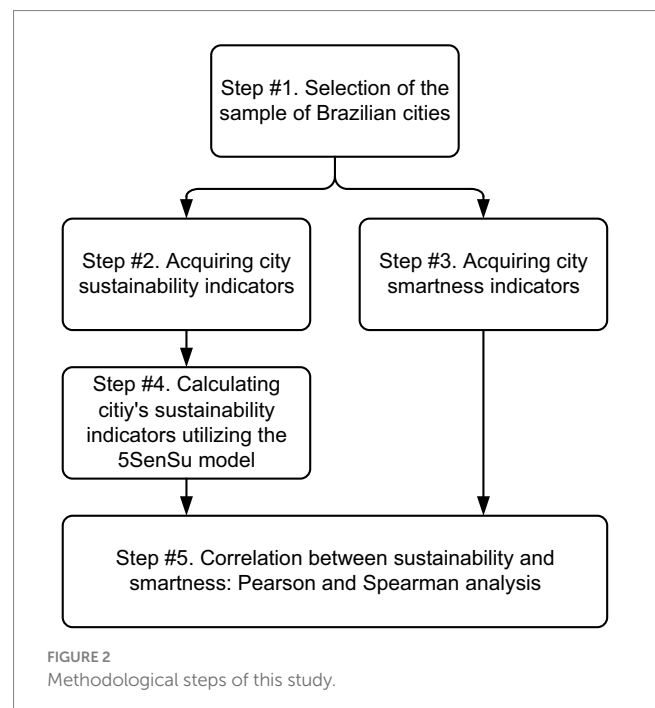 Step #1. Selection of the
sample of Brazilian cities
Step #2. Acquiring city
sustainability indicators
Step #3. Acquiring city
smartness indicators
Step #4. Calculating
citiy's sustainability
indicators utilizing the
5SenSu model
Step #5. Correlation between sustainability and
smartness: Pearson and Spearman analysis
FIGURE 2
Methodological steps of this study.